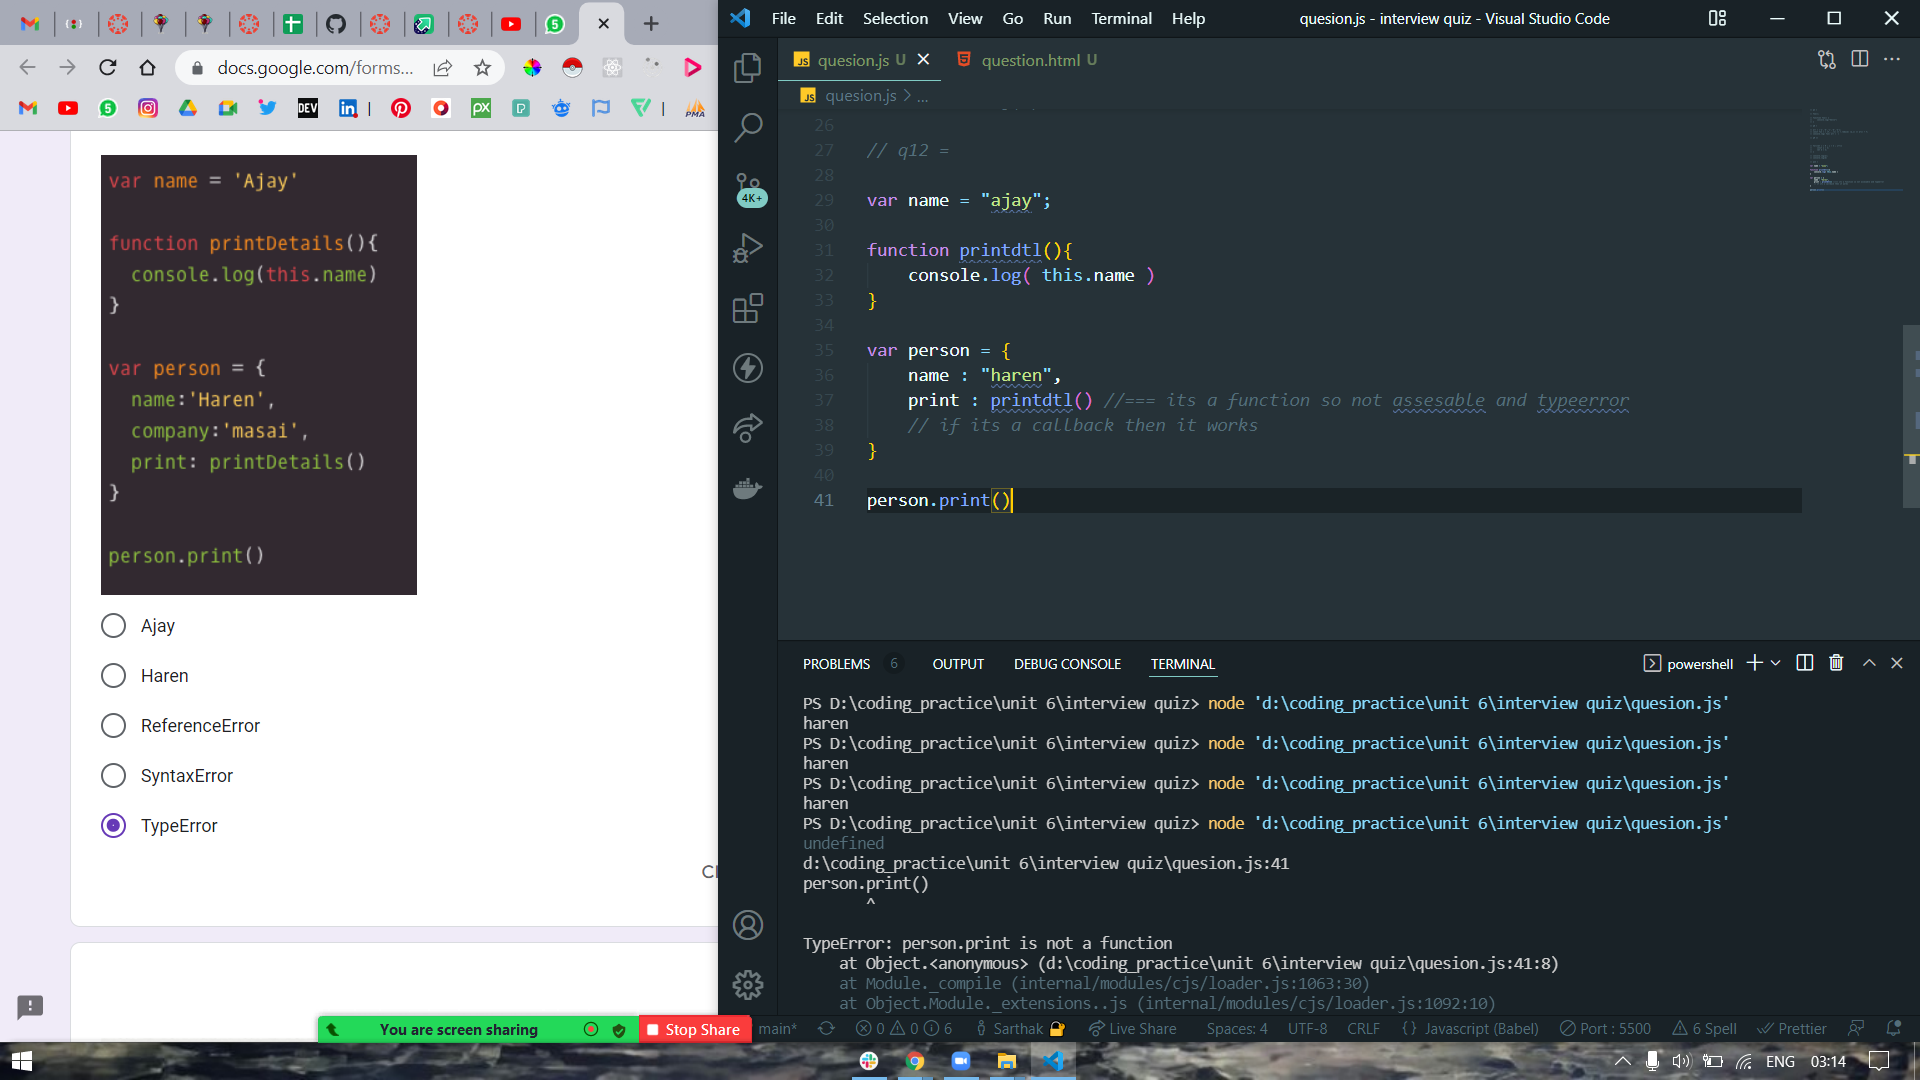 File Edit Selection View Go Run Terminal Help
quesion.js - interview quiz - Visual Studio Code
docs.google.com/forms...
quesion.js U
question.html U
quesion.js > ...
var name = 'Ajay'
function printDetails(){
console.log(this.name)
}
var person = {
name:'Haren',
company:'masai',
print: printDetails()
}
person.print()
Ajay
Haren
ReferenceError
SyntaxError
TypeError
4K+
26
27 // q12 =
28
29 var name = "ajay";
30
31 function printdtl(){
32 console.log( this.name )
33 }
34
35 var person = {
36 name : "haren",
37 print : printdtl() //=== its a function so not assesable and typeerror
38 // if its a callback then it works
39 }
40
41 person.print()
PROBLEMS 6 OUTPUT DEBUG CONSOLE TERMINAL
powershell
PS D:\coding_practice\unit 6\interview quiz> node 'd:\coding_practice\unit 6\interview quiz\quesion.js'
haren
PS D:\coding_practice\unit 6\interview quiz> node 'd:\coding_practice\unit 6\interview quiz\quesion.js'
haren
PS D:\coding_practice\unit 6\interview quiz> node 'd:\coding_practice\unit 6\interview quiz\quesion.js'
haren
PS D:\coding_practice\unit 6\interview quiz> node 'd:\coding_practice\unit 6\interview quiz\quesion.js'
undefined
d:\coding_practice\unit 6\interview quiz\quesion.js:41
person.print()
^
TypeError: person.print is not a function
at Object.<anonymous> (d:\coding_practice\unit 6\interview quiz\quesion.js:41:8)
at Module._compile (internal/modules/cjs/loader.js:1063:30)
at Object.Module._extensions..js (internal/modules/cjs/loader.js:1092:10)
You are screen sharing Stop Share
main* 0 0 6 Sarthak Live Share Spaces: 4 UTF-8 CRLF {} Javascript (Babel) Port : 5500 6 Spell Prettier
ENG 03:14